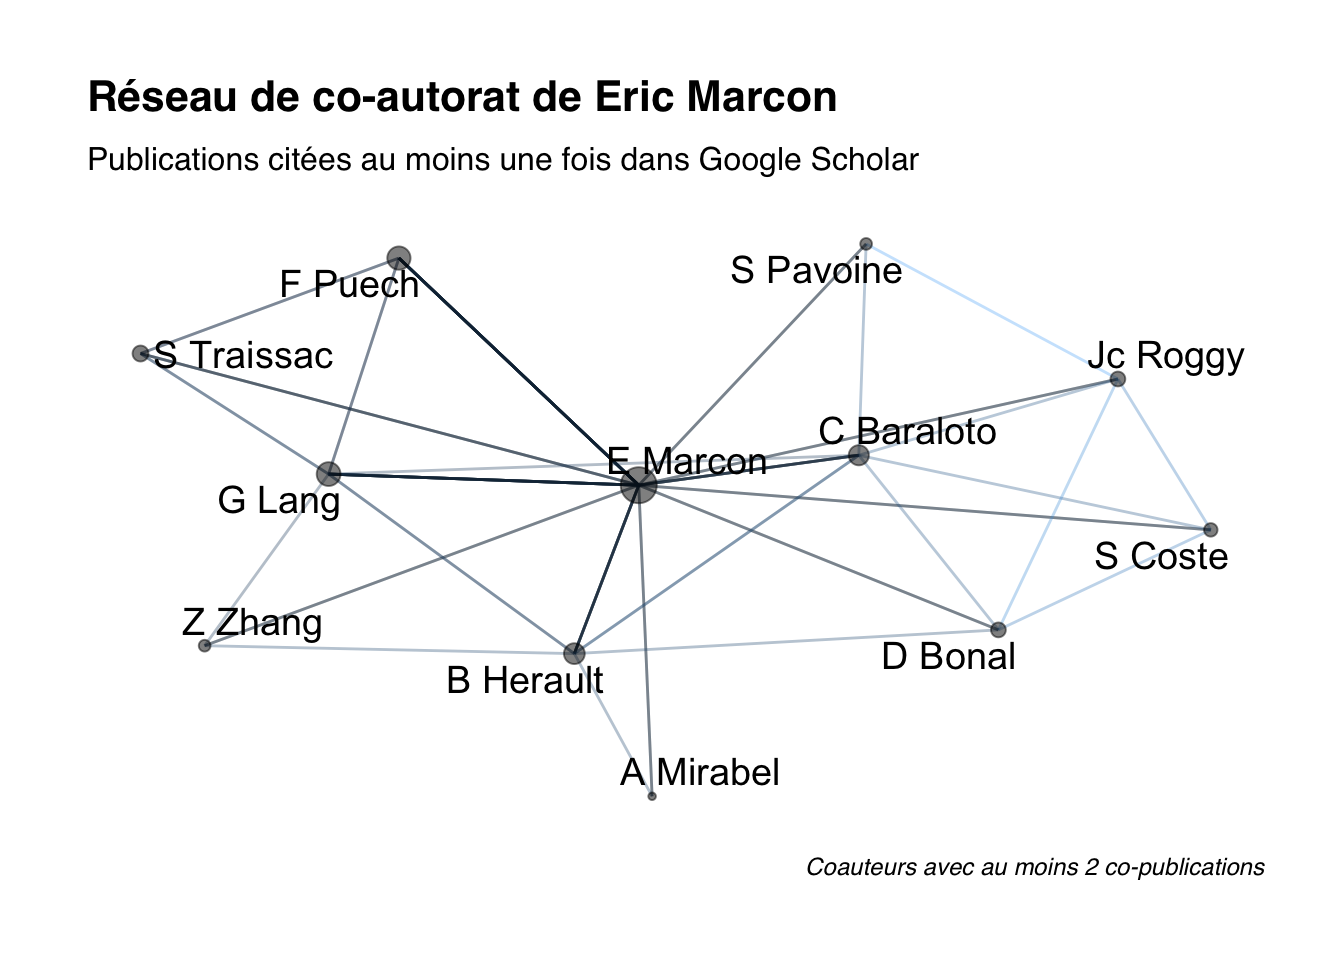 Réseau de co-autorat de Eric Marcon
Publications citées au moins une fois dans Google Scholar
S Pavoine
F Puech
S Traissac
Jc Roggy
C Baraloto
E Marcon
G Lang
S Coste
Z Zhang
D Bonal
B Herault
A Mirabel
Coauteurs avec au moins 2 co-publications